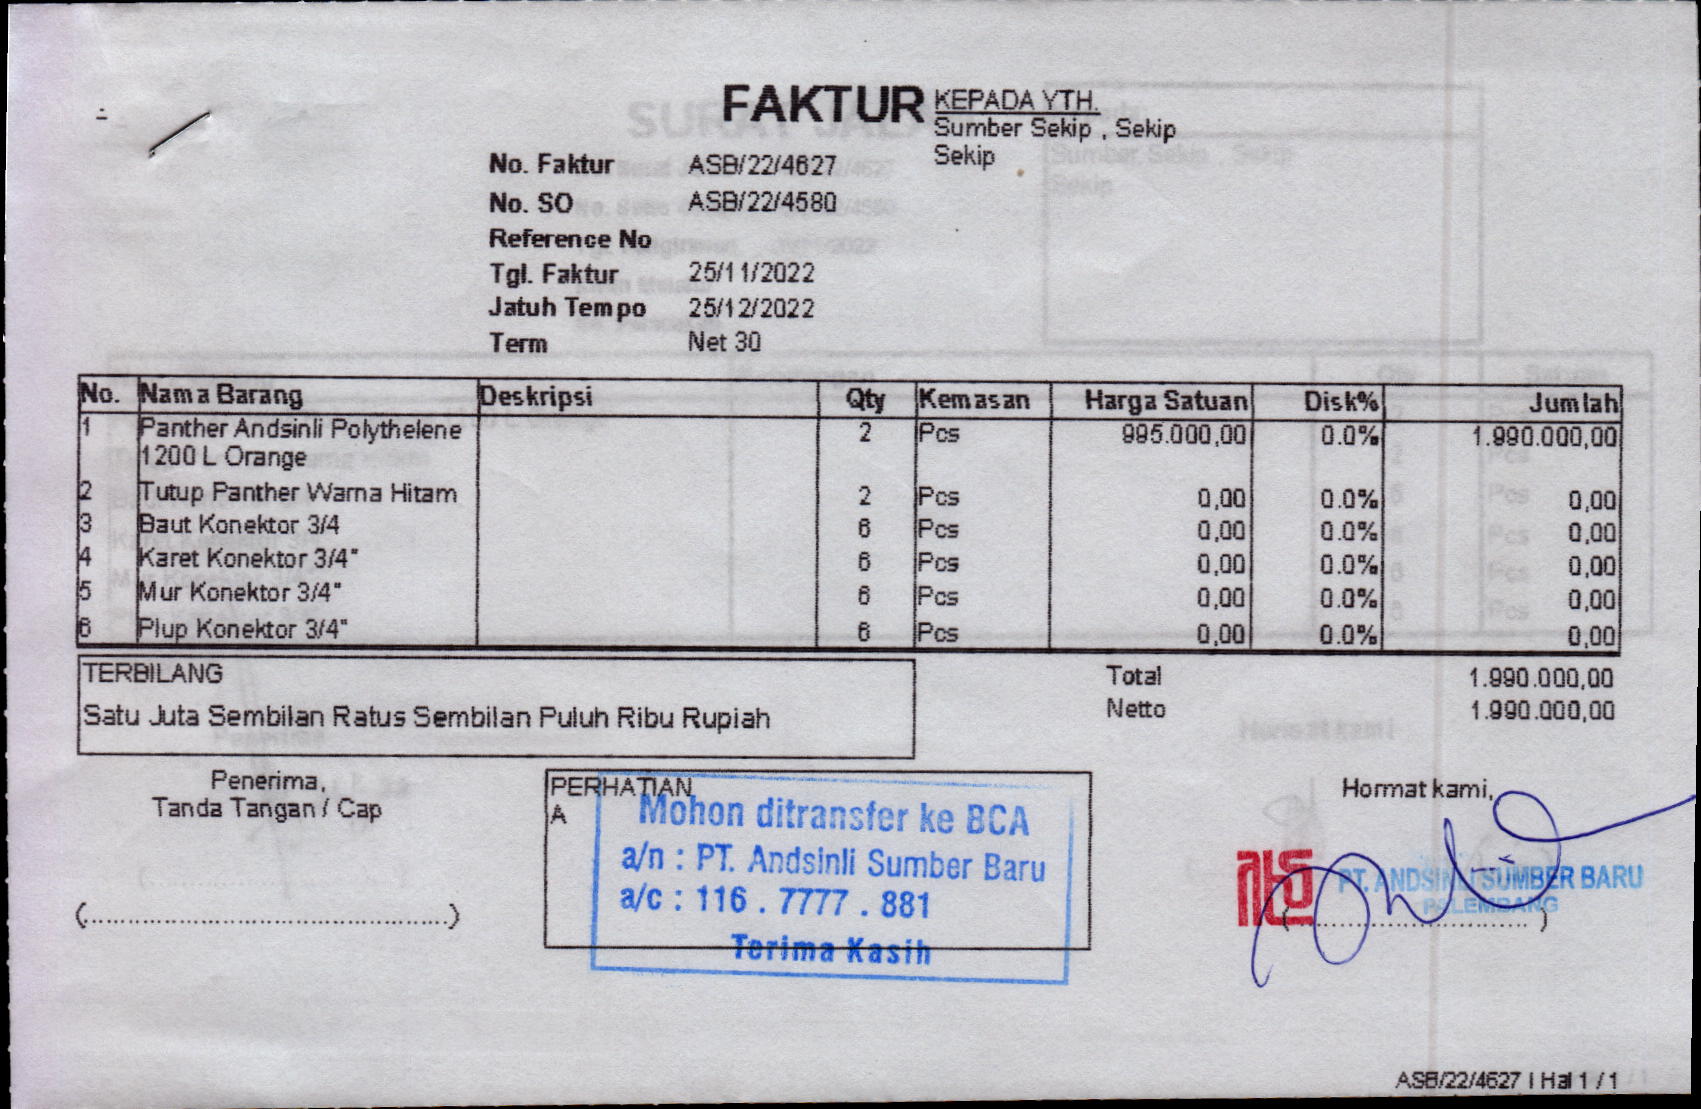 FAKTUR
KEPADA YTH.
Sumber Sekip , Sekip
Sekip
No. Faktur ASB/22/4627
No. SO ASB/22/4580
Reference No
Tgl. Faktur 25/11/2022
Jatuh Tempo 25/12/2022
Term Net 30
No. Nama Barang Deskripsi Qty Kemasan Harga Satuan Disk% Jumlah
1 Panther Andsinli Polythelene 2 Pcs 995.000,00 0.0% 1.990.000,00
1200 L Orange
2 Tutup Panther Warna Hitam 2 Pcs 0,00 0.0% 0,00
3 Baut Konektor 3/4 6 Pcs 0,00 0.0% 0,00
4 Karet Konektor 3/4" 6 Pcs 0,00 0.0% 0,00
5 Mur Konektor 3/4" 6 Pcs 0,00 0.0% 0,00
6 Plup Konektor 3/4" 6 Pcs 0,00 0.0% 0,00
TERBILANG
Satu Juta Sembilan Ratus Sembilan Puluh Ribu Rupiah
Total 1.990.000,00
Netto 1.990.000,00
Penerima,
Tanda Tangan / Cap
(...............................................)
PERHATIAN
A
Mohon ditransfer ke BCA
a/n : PT. Andsinli Sumber Baru
a/c : 116 . 7777 . 881
Terima Kasih
Hormat kami,
PT. ANDSINLI SUMBER BARU
PALEMBANG
(...............................)
ASB/22/4627 | Hal 1 / 1